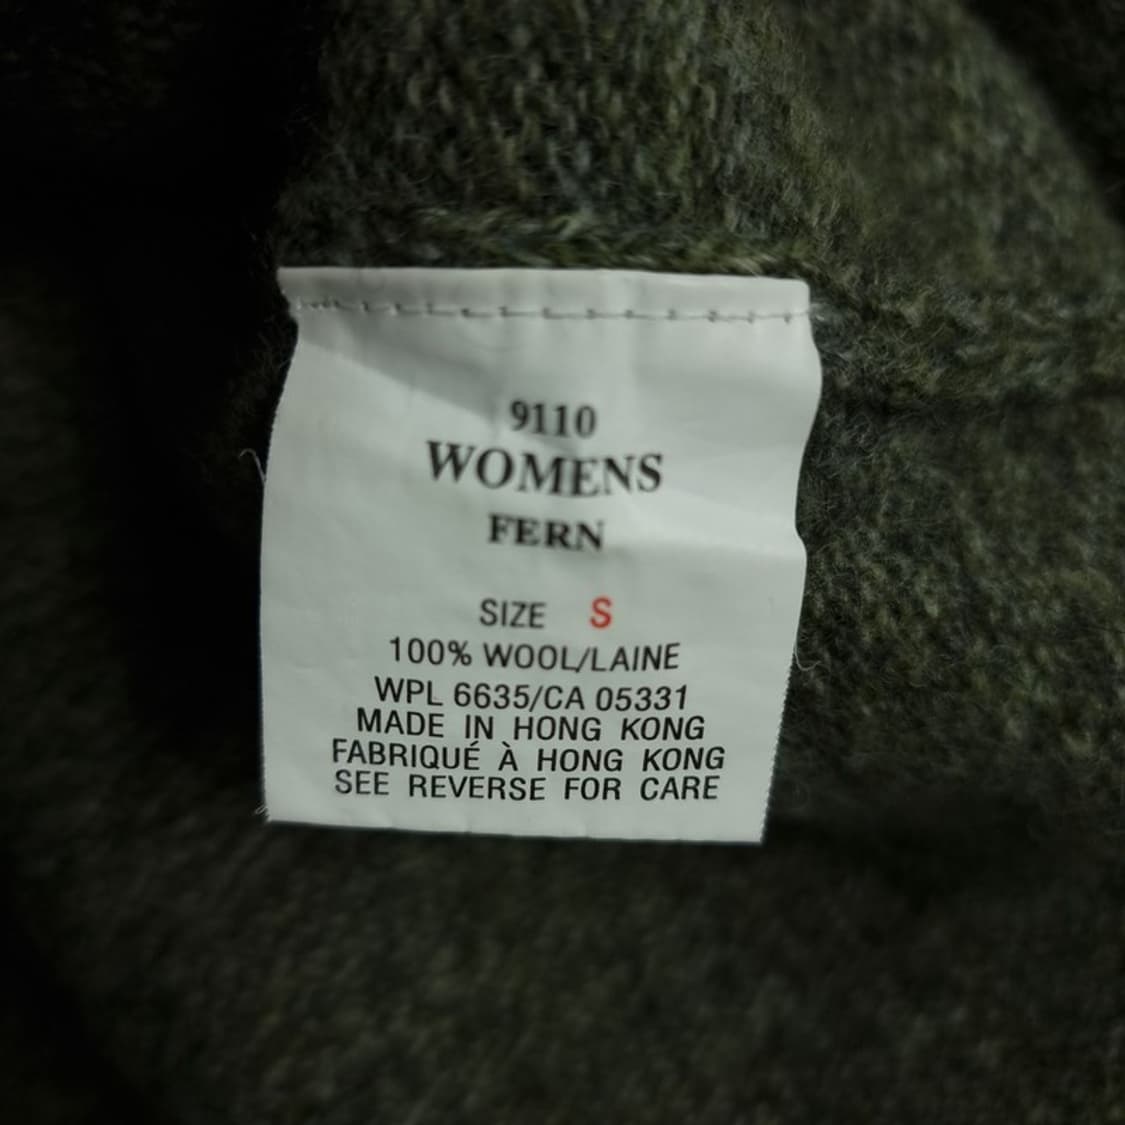 9110
WOMENS
FERN
SIZE S
100% WOOL/LAINE
WPL 6635/CA 05331
MADE IN HONG KONG
FABRIQUÉ À HONG KONG
SEE REVERSE FOR CARE